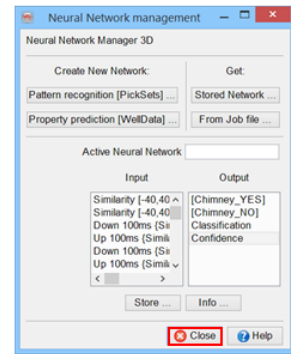 Neural Network management
Neural Network Manager 3D
Create New Network:
Get:
Pattern recognition [PickSets] ...
Stored Network ...
Property prediction [WellData] ...
From Job file ...
Active Neural Network
Input
Output
Similarity [-40,40
Similarity [-40,40
Down 100ms {Si
Up 100ms {Simil
Down 100ms {Si
Up 100ms {Simil
[Chimney_YES]
[Chimney_NO]
Classification
Confidence
Store ...
Info ...
Close
Help